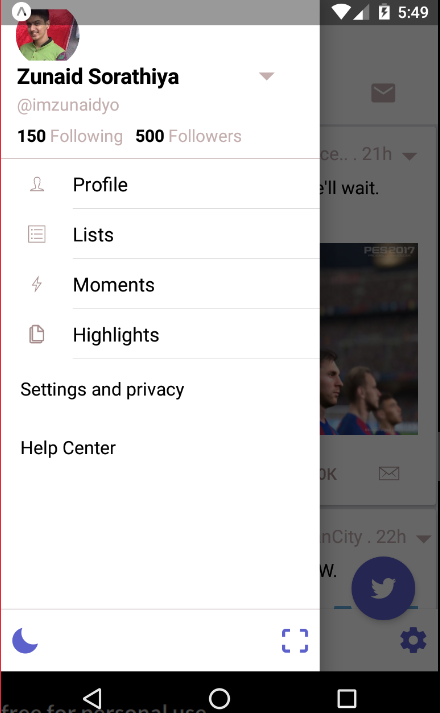 5:49
Zunaid Sorathiya
@imzunaidyo
150 Following 500 Followers
ce.. . 21h
Profile
e'll wait.
Lists
PES2017
Moments
Highlights
Settings and privacy
Help Center
0K
nCity . 22h
W.
free for personal use